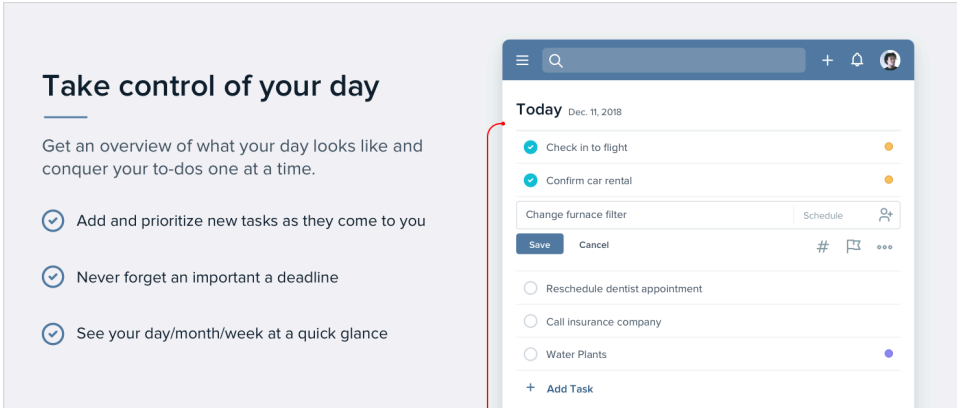 Take control of your day
Get an overview of what your day looks like and
conquer your to-dos one at a time.
Add and prioritize new tasks as they come to you
Never forget an important a deadline
See your day/month/week at a quick glance
Today Dec. 11, 2018
Check in to flight
Confirm car rental
Change furnace filter Schedule
Save Cancel #
Reschedule dentist appointment
Call insurance company
Water Plants
+ Add Task